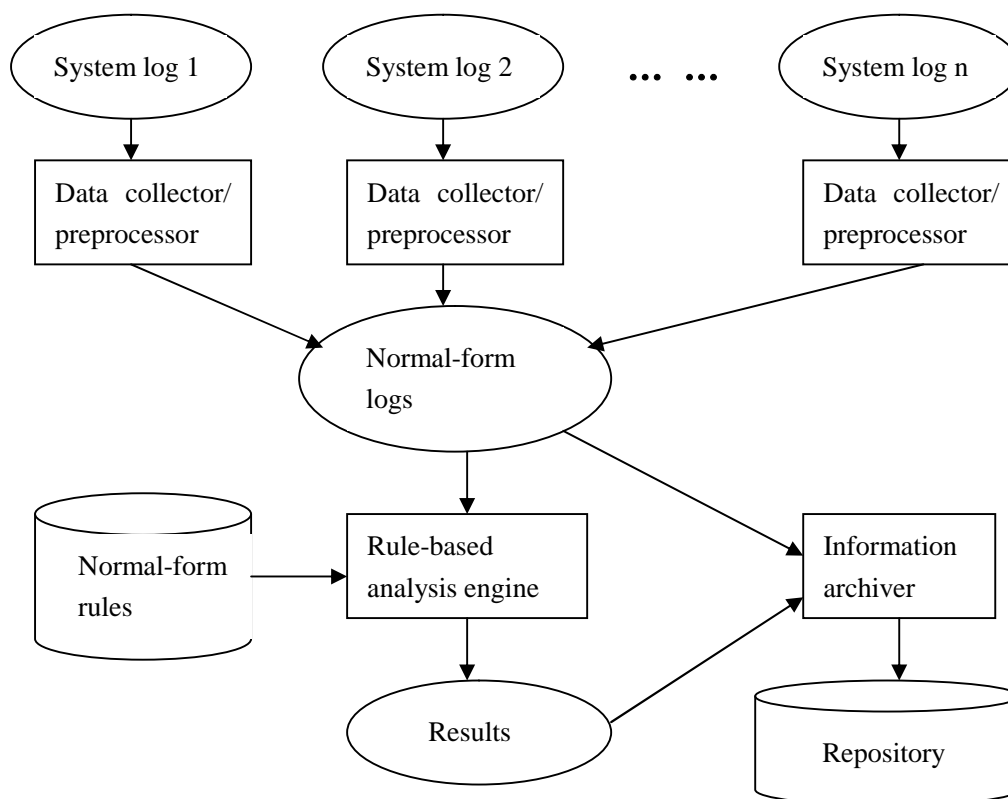 System log 1
System log 2
... ...
System log n
Data collector/
preprocessor
Data collector/
preprocessor
Data collector/
preprocessor
Normal-form
logs
Normal-form
rules
Rule-based
analysis engine
Information
archiver
Results
Repository